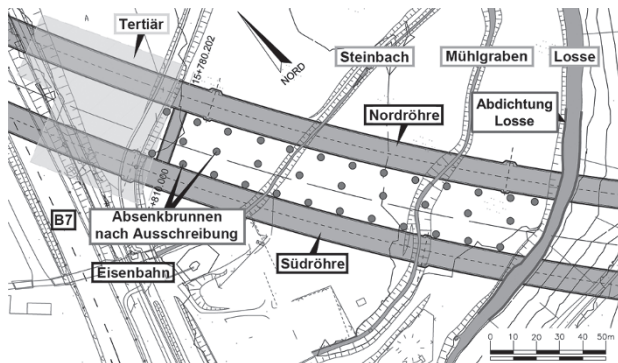 Tertiär
15+780.202
NORD
Steinbach
Mühlgraben
Losse
Nordröhre
Abdichtung
Losse
+810.000
B7
Absenkbrunnen
nach Ausschreibung
Eisenbahn
Südröhre
0 10 20 30 40 50m